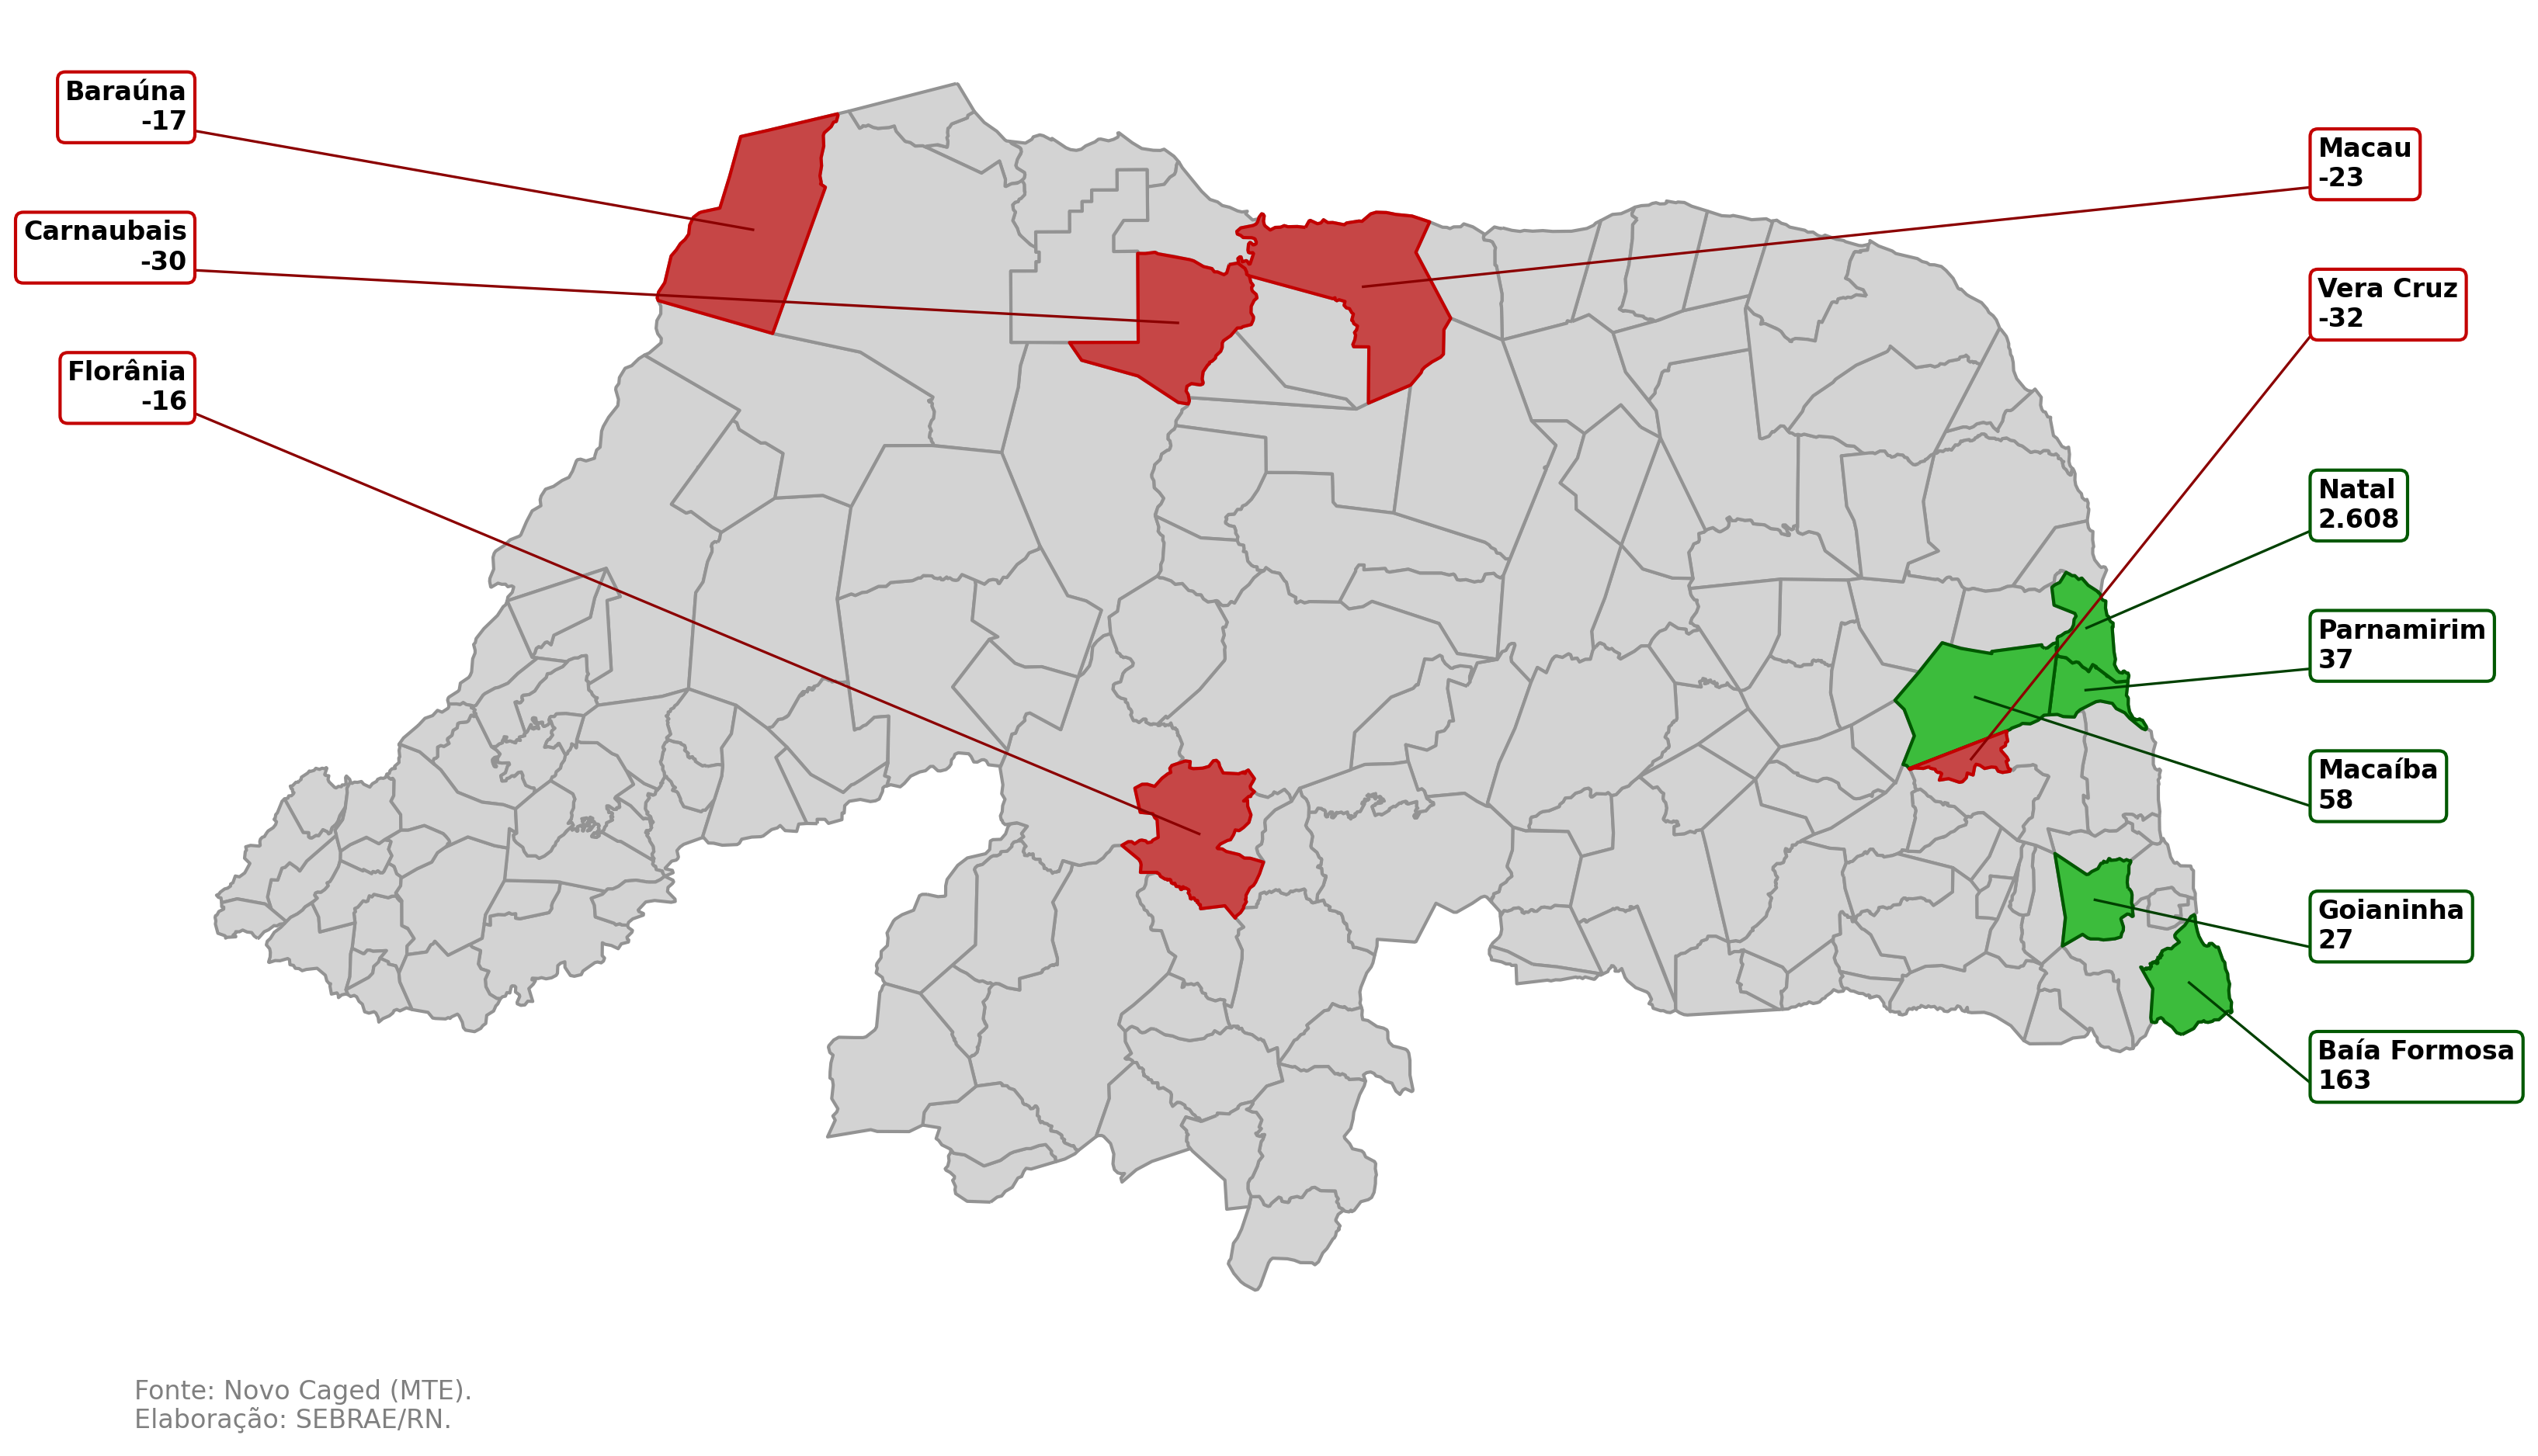 Baraúna
-17
Carnaubais
-30
Florânia
-16
Macau
-23
Vera Cruz
-32
Natal
2.608
Parnamirim
37
Macaíba
58
Goianinha
27
Baía Formosa
163
Fonte: Novo Caged (MTE).
Elaboração: SEBRAE/RN.